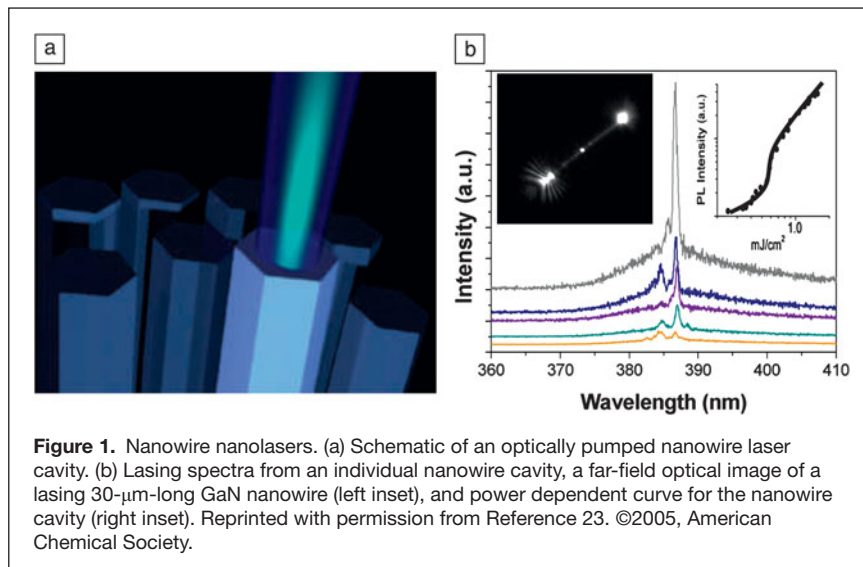 a
b
Intensity (a.u.)
PL Intensity (a.u.)
1.0
mJ/cm²
360 370 380 390 400 410
Wavelength (nm)
Figure 1. Nanowire nanolasers. (a) Schematic of an optically pumped nanowire laser
cavity. (b) Lasing spectra from an individual nanowire cavity, a far-field optical image of a
lasing 30-μm-long GaN nanowire (left inset), and power dependent curve for the nanowire
cavity (right inset). Reprinted with permission from Reference 23. ©2005, American
Chemical Society.